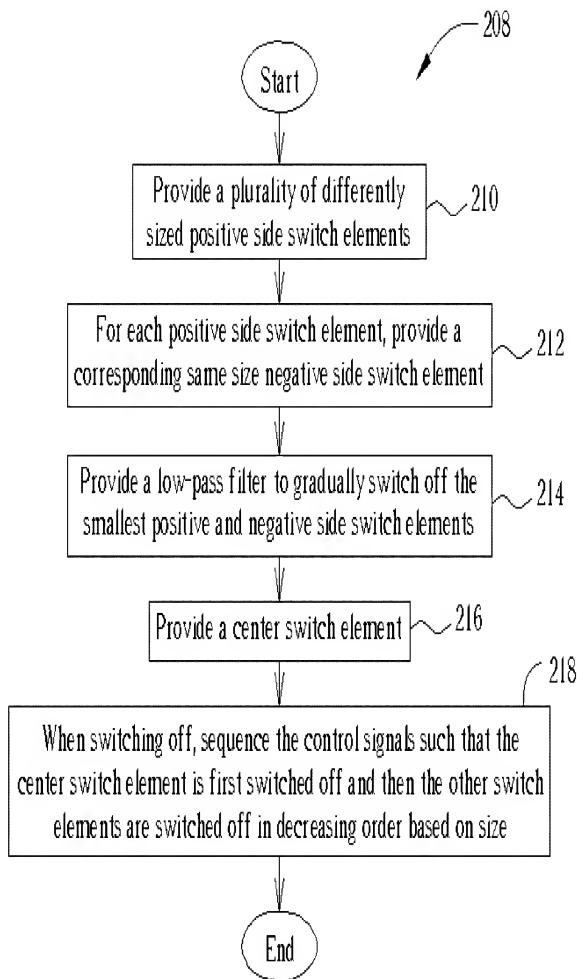 208
Start
Provide a plurality of differently
sized positive side switch elements
210
For each positive side switch element, provide a
corresponding same size negative side switch element
212
Provide a low-pass filter to gradually switch off the
smallest positive and negative side switch elements
214
Provide a center switch element
216
218
When switching off, sequence the control signals such that the
center switch element is first switched off and then the other switch
elements are switched off in decreasing order based on size
End